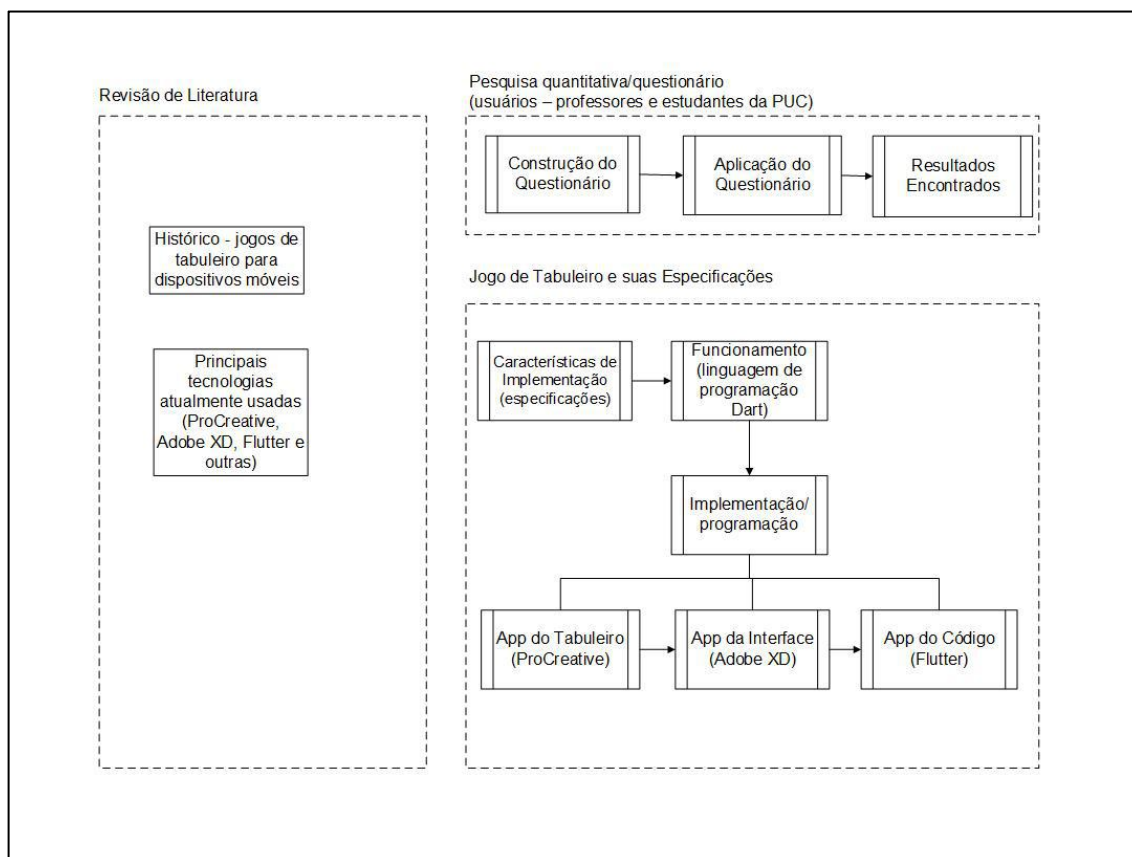 Revisão de Literatura
Histórico - jogos de
tabuleiro para
dispositivos móveis
Principais
tecnologias
atualmente usadas
(ProCreative,
Adobe XD, Flutter e
outras)
Pesquisa quantitativa/questionário
(usuários – professores e estudantes da PUC)
Construção do
Questionário
Aplicação do
Questionário
Resultados
Encontrados
Jogo de Tabuleiro e suas Especificações
Características de
Implementação
(especificações)
Funcionamento
(linguagem de
programação
Dart)
Implementação/
programação
App do Tabuleiro
(ProCreative)
App da Interface
(Adobe XD)
App do Código
(Flutter)